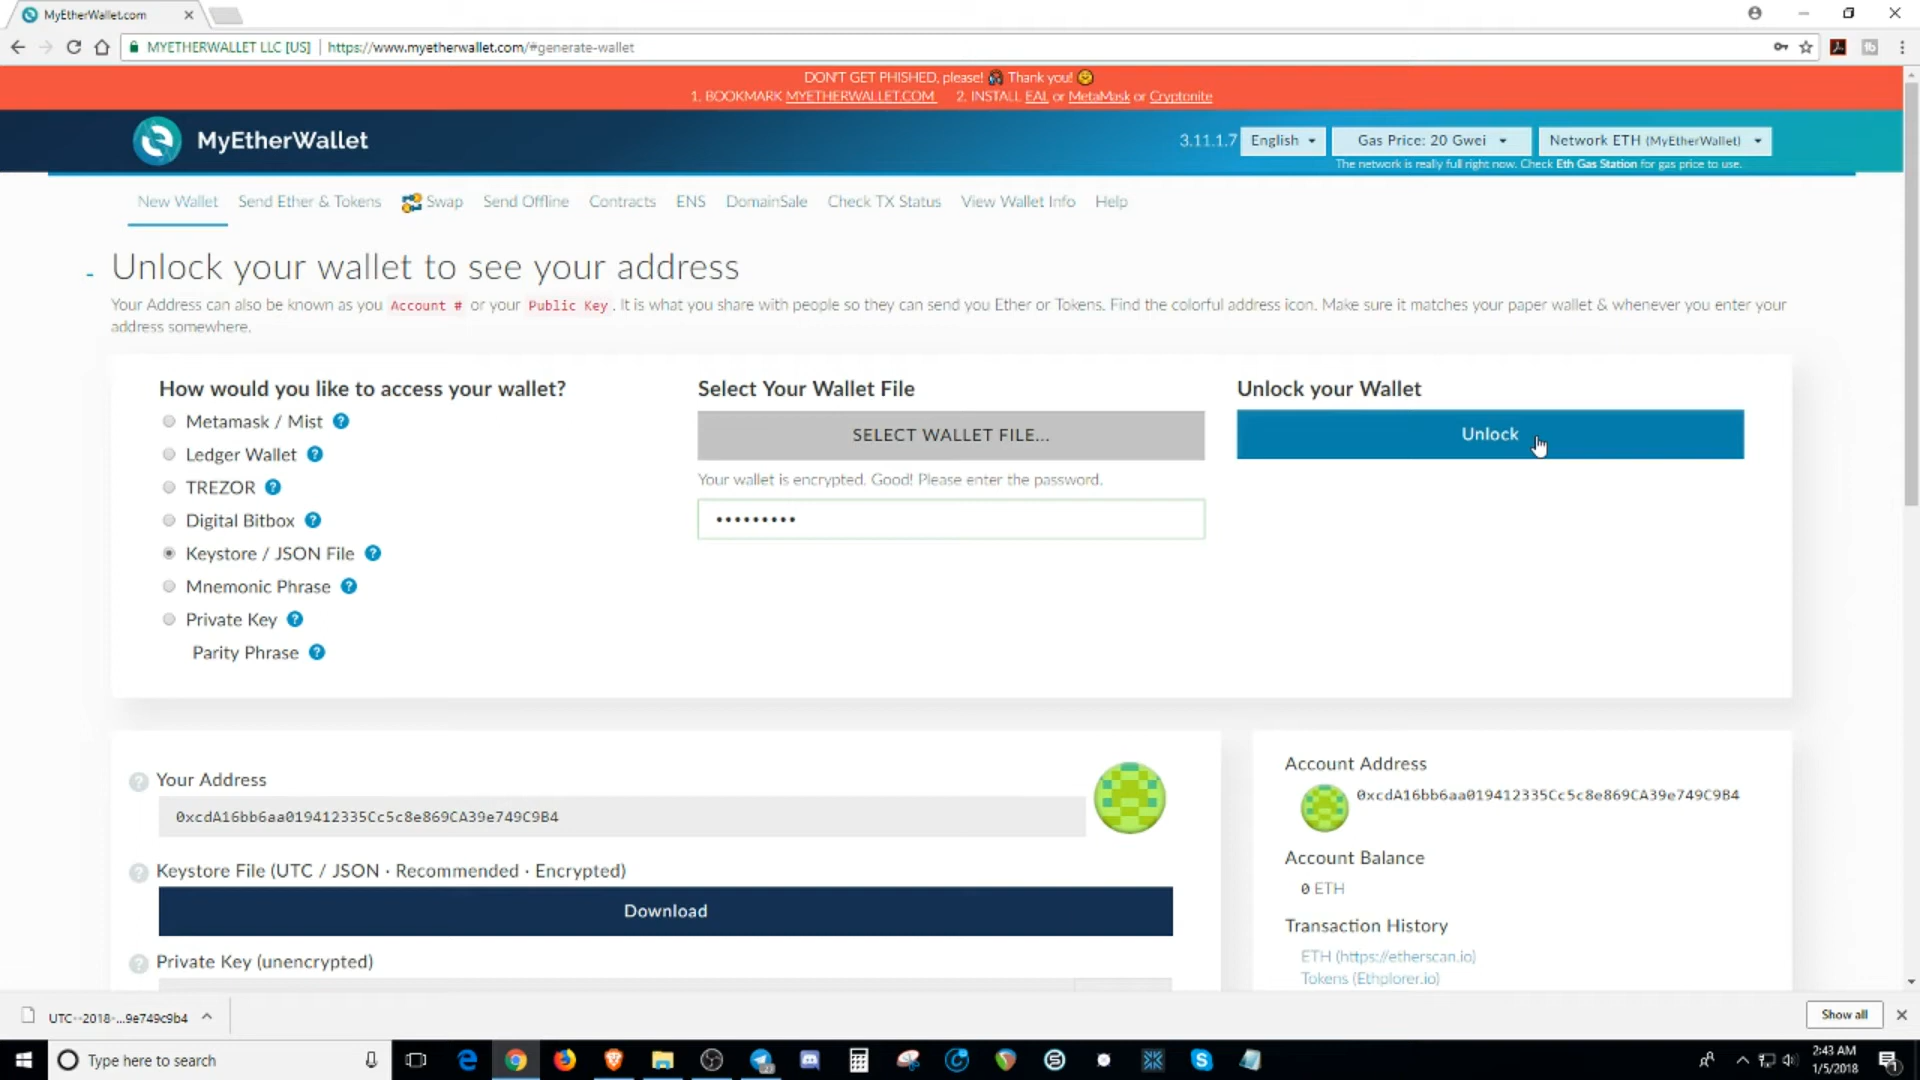 MyEtherWallet.com
MYETHERWALLET LLC [US] | https://www.myetherwallet.com/#generate-wallet
DON'T GET PHISHED, please! Thank you!
1. BOOKMARK MYETHERWALLET.COM 2. INSTALL EAL or MetaMask or Cryptonite
MyEtherWallet
3.11.1.7 English Gas Price: 20 Gwei Network ETH (MyEtherWallet)
The network is really full right now. Check Eth Gas Station for gas price to use.
New Wallet Send Ether & Tokens Swap Send Offline Contracts ENS DomainSale Check TX Status View Wallet Info Help
Unlock your wallet to see your address
Your Address can also be known as you Account # or your Public Key. It is what you share with people so they can send you Ether or Tokens. Find the colorful address icon. Make sure it matches your paper wallet & whenever you enter your
address somewhere.
How would you like to access your wallet?
Metamask / Mist ?
Ledger Wallet ?
TREZOR ?
Digital Bitbox ?
Keystore / JSON File ?
Mnemonic Phrase ?
Private Key ?
Parity Phrase ?
Select Your Wallet File
SELECT WALLET FILE...
Your wallet is encrypted. Good! Please enter the password.
•••••••••
Unlock your Wallet
Unlock
Your Address
0xcdA16bb6aa019412335Cc5c8e869CA39e749C9B4
Keystore File (UTC / JSON · Recommended · Encrypted)
Download
Private Key (unencrypted)
Account Address
0xcdA16bb6aa019412335Cc5c8e869CA39e749C9B4
Account Balance
0 ETH
Transaction History
ETH (https://etherscan.io)
Tokens (Ethplorer.io)
UTC--2018-...9e749c9b4
Show all
Type here to search
2:43 AM
1/5/2018